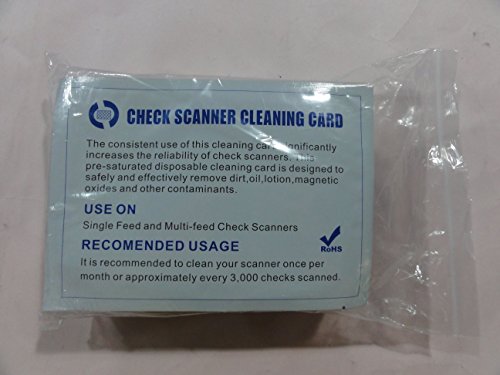 CHECK SCANNER CLEANING CARD
The consistent use of this cleaning card significantly
increases the reliability of check scanners. This
pre-saturated disposable cleaning card is designed to
safely and effectively remove dirt,oil,lotion,magnetic
oxides and other contaminants.
USE ON
Single Feed and Multi-feed Check Scanners
RECOMENDED USAGE
RoHS
It is recommended to clean your scanner once per
month or approximately every 3,000 checks scanned.